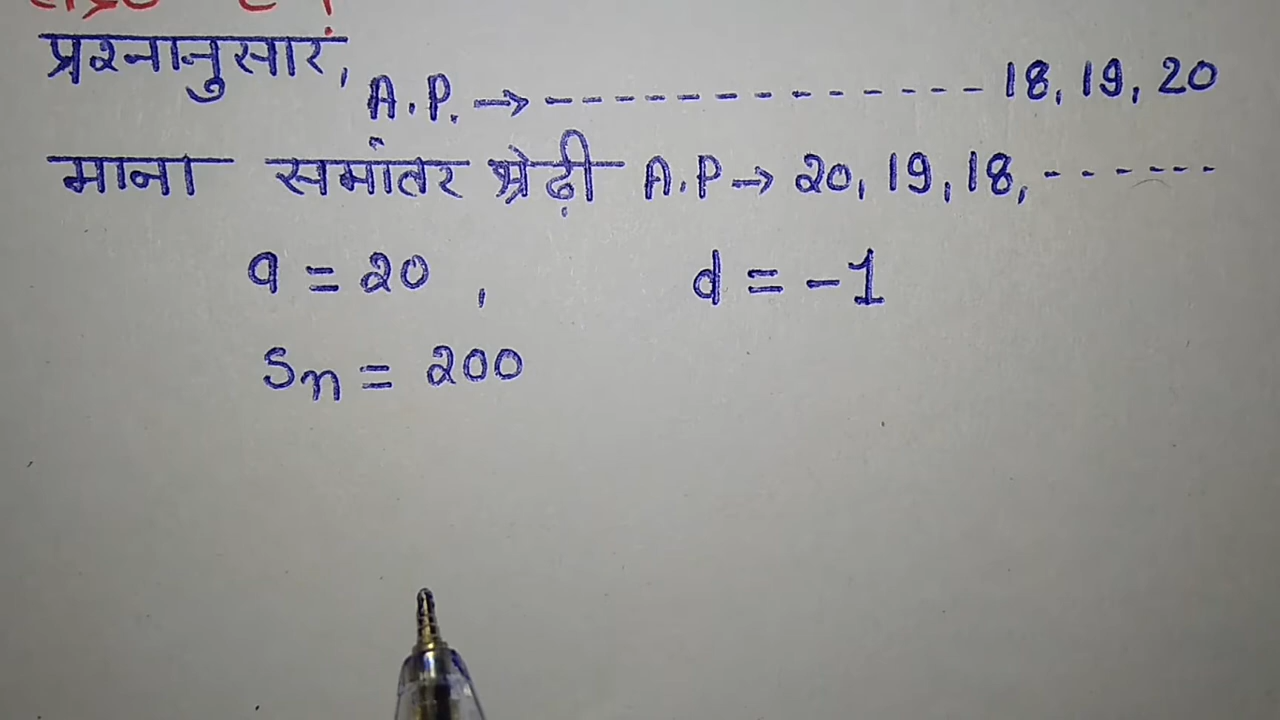 प्रश्नानुसार,
A.P. → --------------- 18, 19, 20
माना समांतर श्रेढ़ी A.P → 20, 19, 18, ------
a = 20 , d = -1
Sn = 200